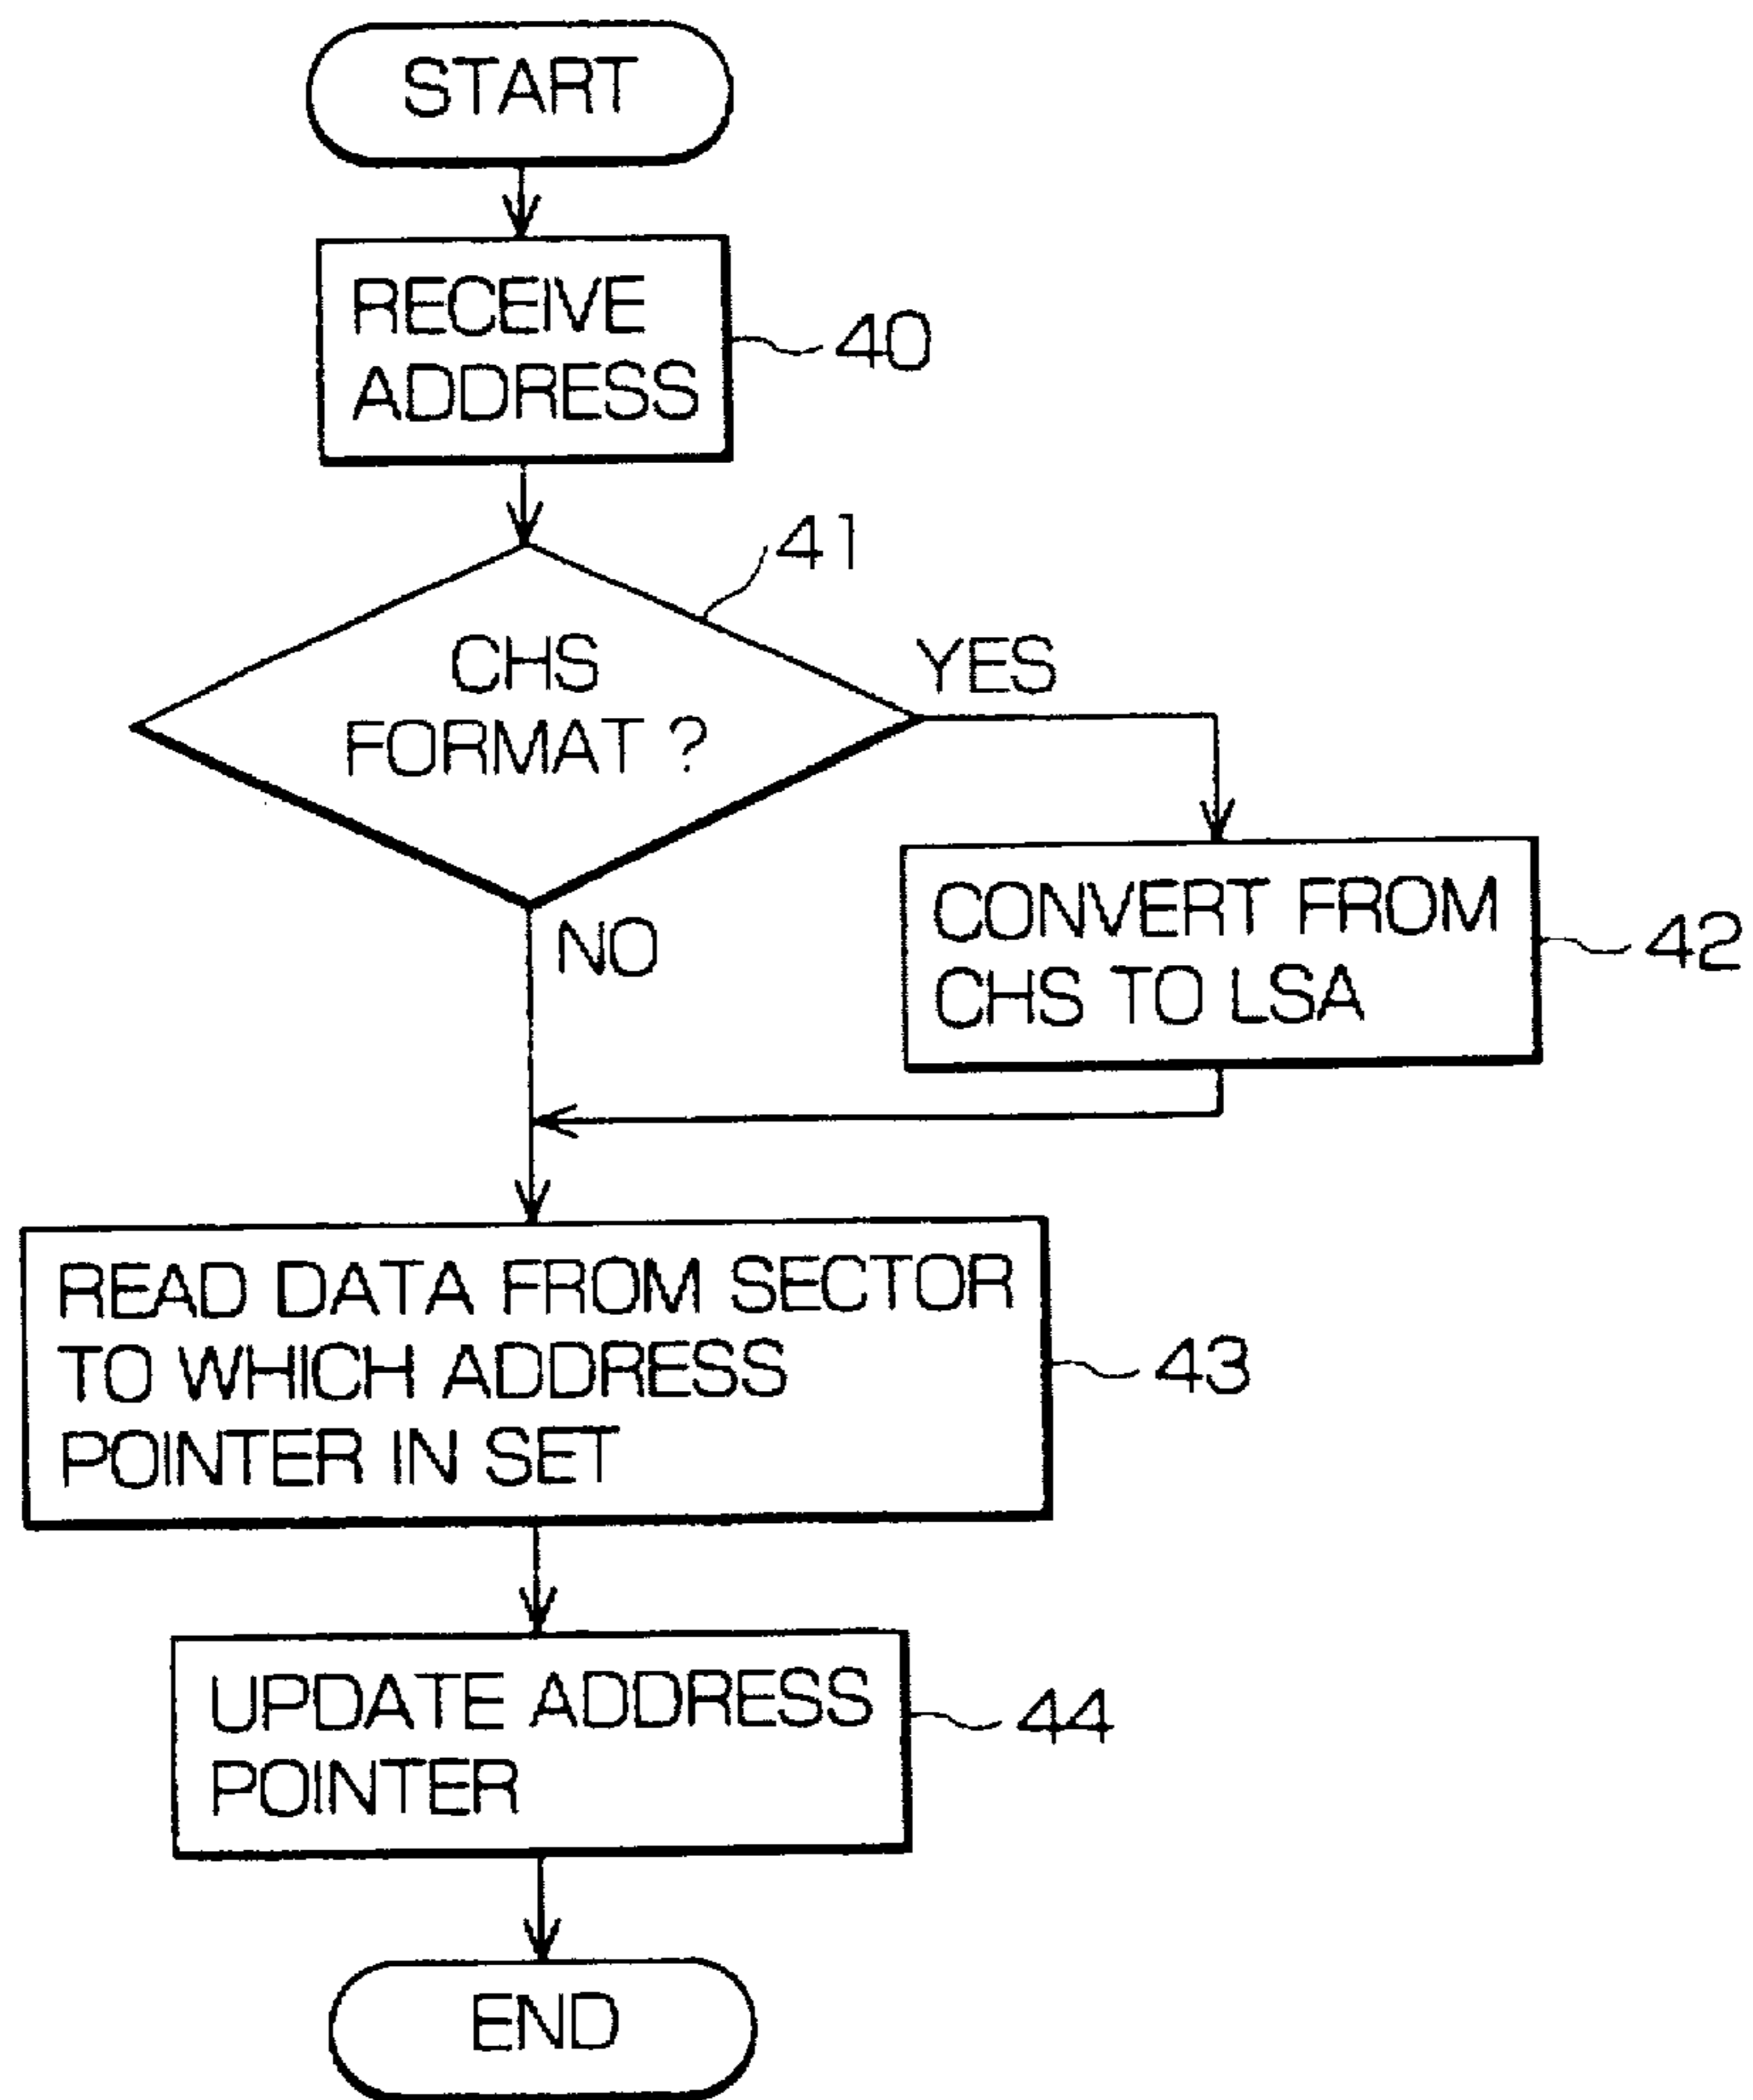 START
RECEIVE
ADDRESS
40
41
CHS
FORMAT ?
YES
NO
CONVERT FROM
CHS TO LSA
42
READ DATA FROM SECTOR
TO WHICH ADDRESS
POINTER IN SET
43
UPDATE ADDRESS
POINTER
44
END